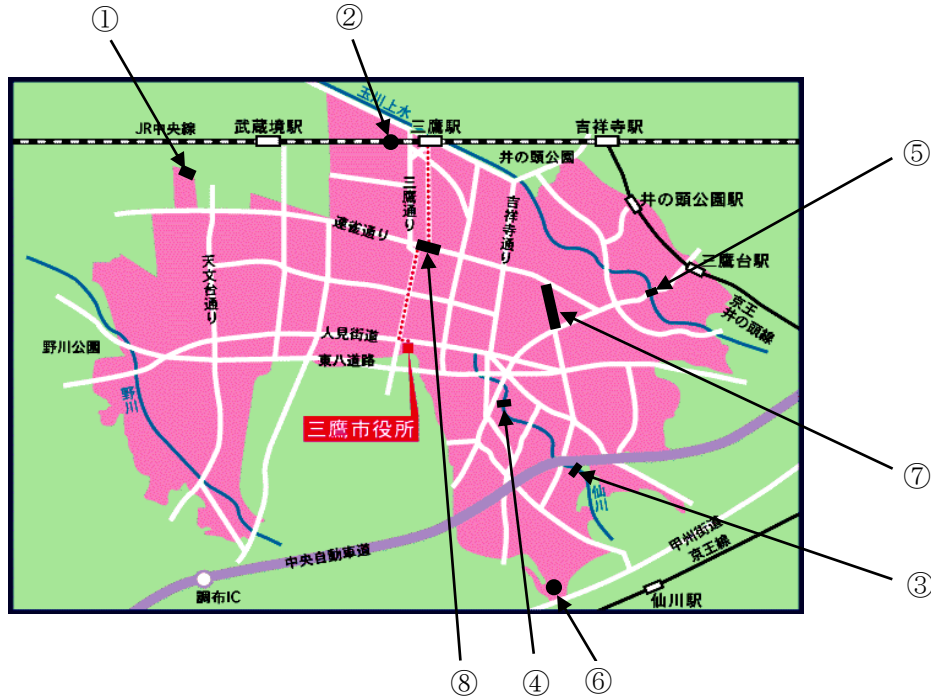 ①
②
玉川上水
JR中央線
武蔵境駅
三鷹駅
吉祥寺駅
井の頭公園
⑤
三鷹通り
吉祥寺通り
井の頭公園駅
連雀通り
天文台通り
三鷹台駅
京王
井の頭線
人見街道
野川公園
東八道路
野川
三鷹市役所
⑦
仙川
甲州街道
京王線
中央自動車道
③
調布IC
仙川駅
⑧
④
⑥